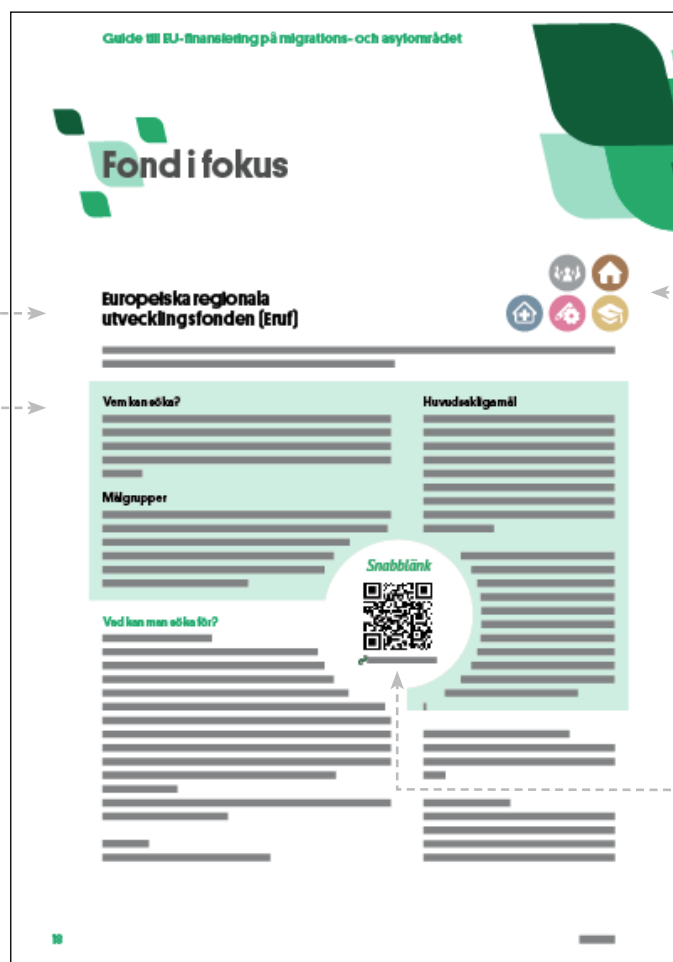 Guide till EU-finansiering på migrations- och asylområdet
Fond i fokus
Europeiska regionala
utvecklingsfonden (Eruf)
Vem kan söka?
Målgrupper
Vad kan man söka för?
Huvudsakliga mål
Snabblänk
18